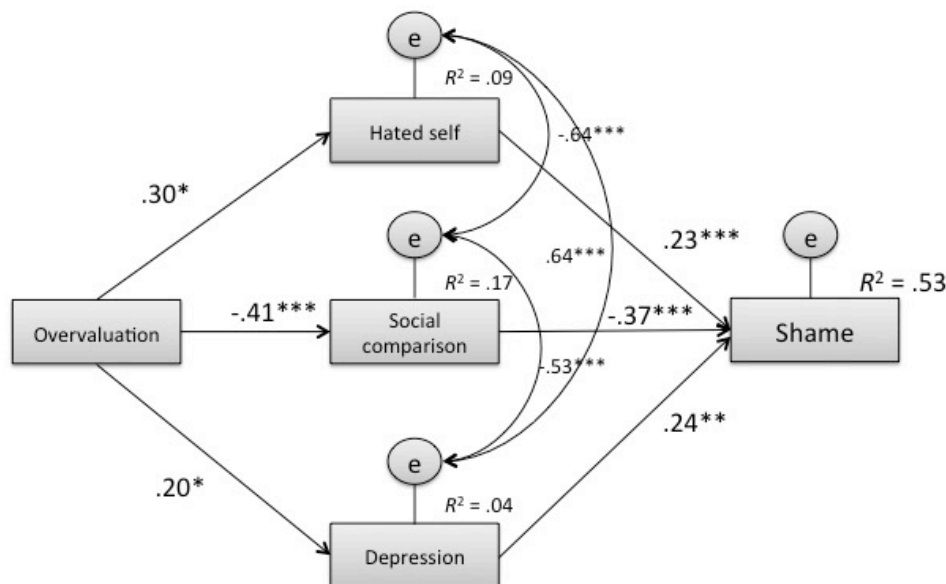 e
R² = .09
Hated self
-.64***
.30*
e
e
.23***
.64***
R² = .17
R² = .53
Overvaluation
-.41***
Social
comparison
-.37***
Shame
-.53***
.24**
e
.20*
R² = .04
Depression